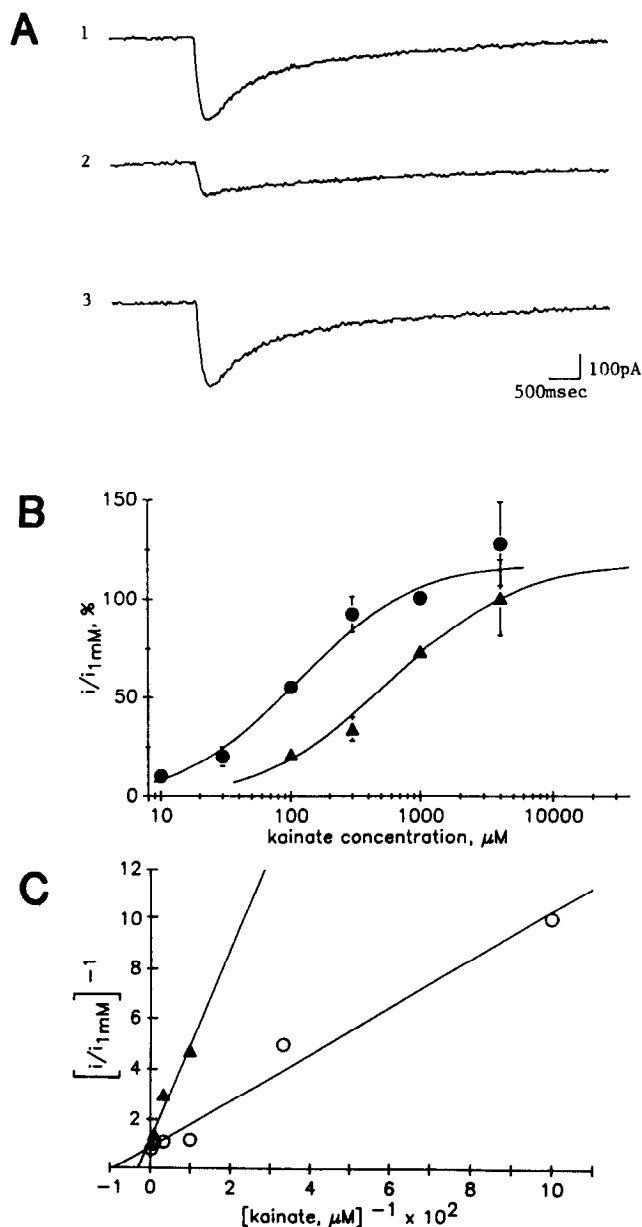 A
1
2
3
100pA
500msec
B
150
100
50
0
i/i1mM, %
10
100
1000
10000
kainate concentration, μM
C
12
10
8
6
4
2
[i/i1mM]−1
−1
0
2
4
6
8
10
[kainate, μM]−1 × 102